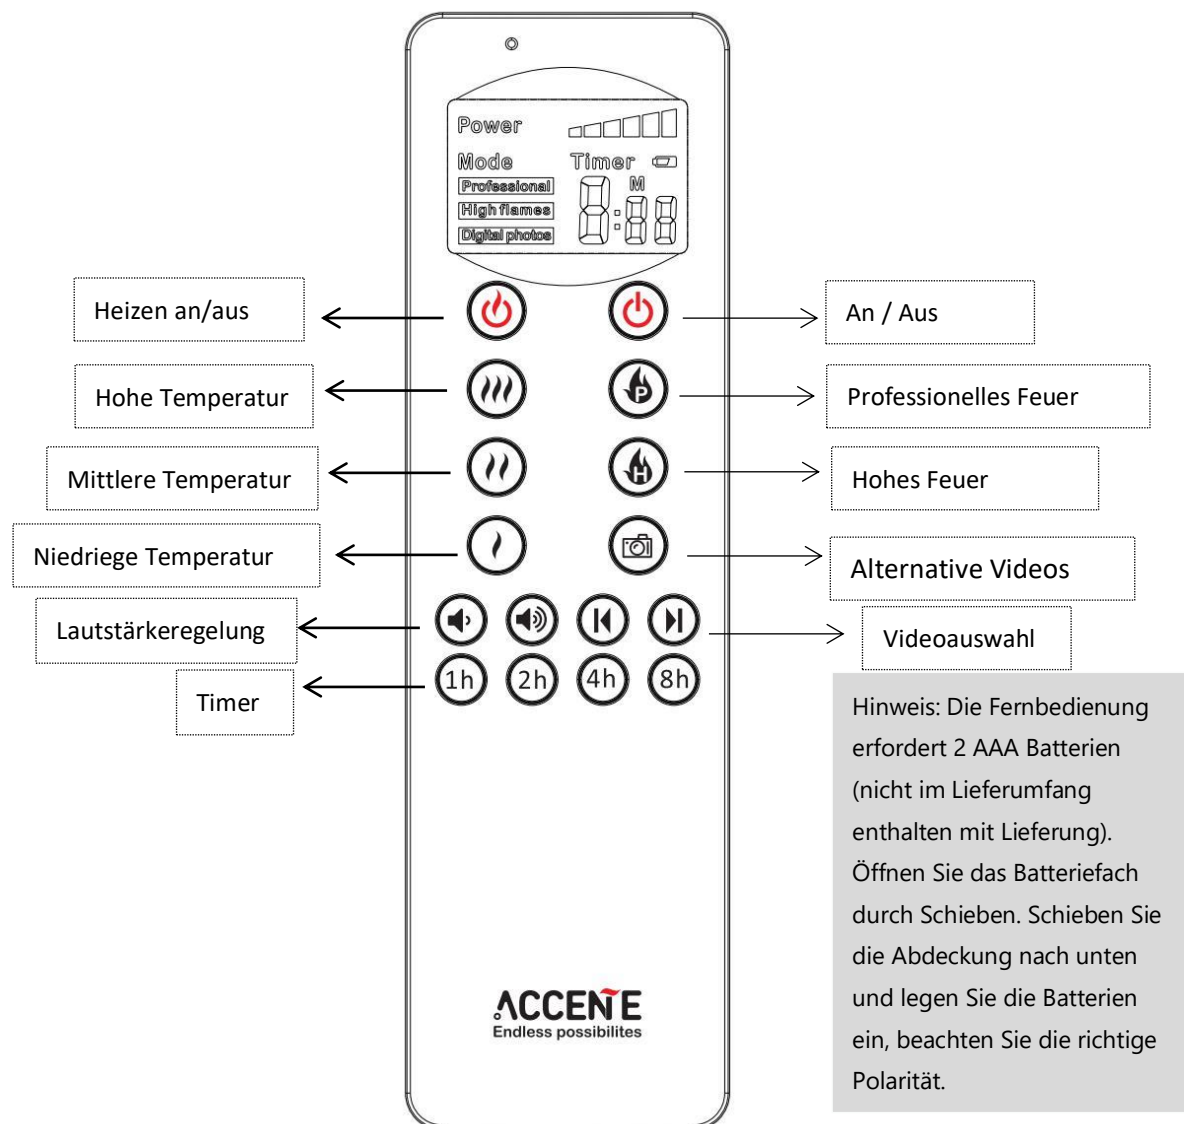 Power
Mode
Timer
Professional
M
High flames
Digital photos
8:88
Heizen an/aus
An / Aus
Hohe Temperatur
P
Professionelles Feuer
Mittlere Temperatur
H
Hohes Feuer
Niedriege Temperatur
Alternative Videos
Lautstärkeregelung
Videoauswahl
Timer
1h
2h
4h
8h
Hinweis: Die Fernbedienung
erfordert 2 AAA Batterien
(nicht im Lieferumfang
enthalten mit Lieferung).
Öffnen Sie das Batteriefach
durch Schieben. Schieben Sie
die Abdeckung nach unten
und legen Sie die Batterien
ein, beachten Sie die richtige
Polarität.
ACCENTE
Endless possibilites